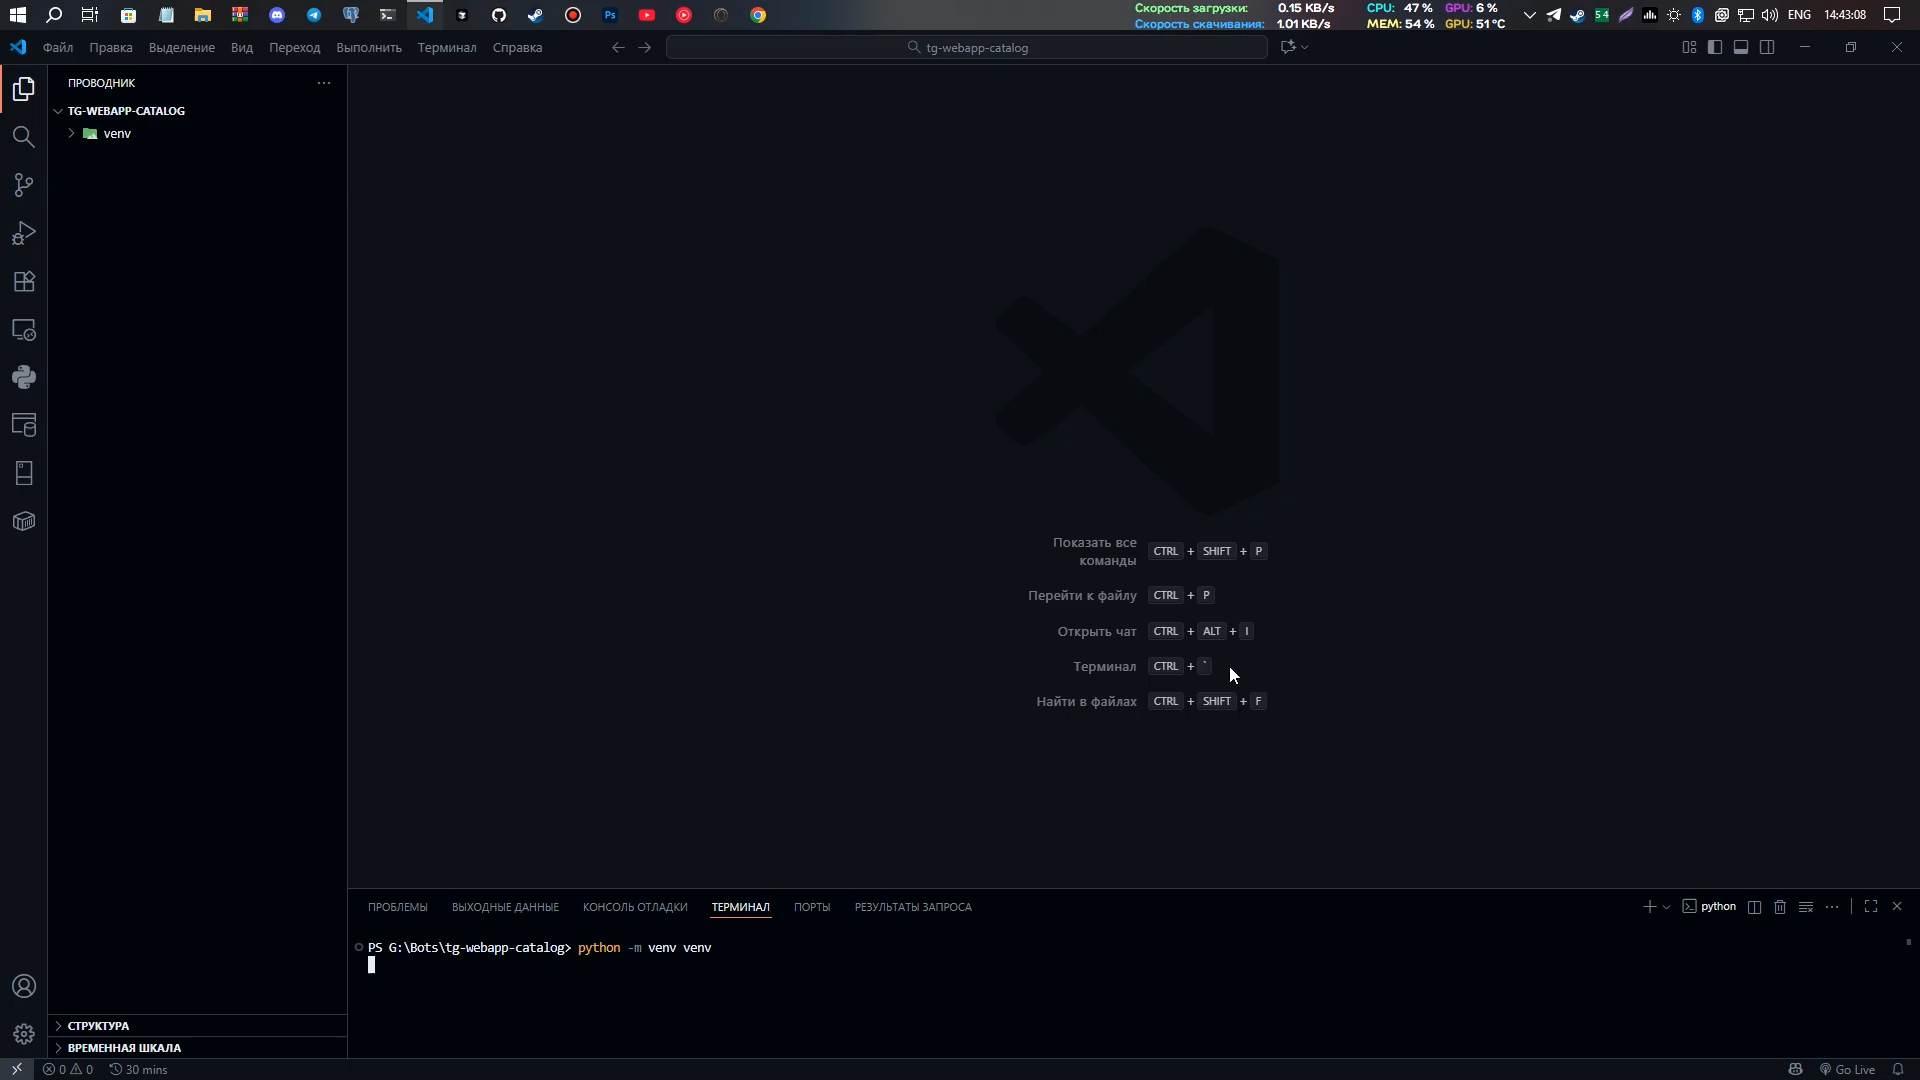 Скорость загрузки: 0.15 KB/s CPU: 47 % GPU: 6 %
Скорость скачивания: 1.01 KB/s MEM: 54 % GPU: 51 °C
54 ENG 14:43:08
Ps
Файл Правка Выделение Вид Переход Выполнить Терминал Справка
tg-webapp-catalog
ПРОВОДНИК
TG-WEBAPP-CATALOG
venv
Показать все команды CTRL + SHIFT + P
Перейти к файлу CTRL + P
Открыть чат CTRL + ALT + I
Терминал CTRL + `
Найти в файлах CTRL + SHIFT + F
ПРОБЛЕМЫ ВЫХОДНЫЕ ДАННЫЕ КОНСОЛЬ ОТЛАДКИ ТЕРМИНАЛ ПОРТЫ РЕЗУЛЬТАТЫ ЗАПРОСА
python
PS G:\Bots\tg-webapp-catalog> python -m venv venv
СТРУКТУРА
ВРЕМЕННАЯ ШКАЛА
0 0 30 mins Go Live